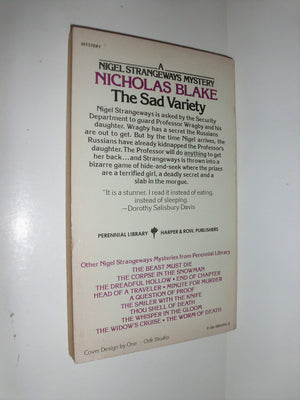 MYSTERY
A
NIGEL STRANGEWAYS MYSTERY
NICHOLAS BLAKE
The Sad Variety
Nigel Strangeways is asked by the Security
Department to guard Professor Wragby and his
daughter. Wragby has a secret the Russians
are out to get. But by the time Nigel arrives, the
Russians have already kidnapped the Professor's
daughter. The Professor will do anything to get
her back...and Strangeways is thrown into a
bizarre game of hide-and-seek where the prizes
are a terrified girl, a deadly secret and a
slab in the morgue.
"It is a stunner. I read it instead of eating,
instead of sleeping.
—Dorothy Salisbury Davis
PERENNIAL LIBRARY HARPER & ROW, PUBLISHERS
Other Nigel Strangeways Mysteries from Perennial Library
THE BEAST MUST DIE
THE CORPSE IN THE SNOWMAN
THE DREADFUL HOLLOW • END OF CHAPTER
HEAD OF A TRAVELER • MINUTE FOR MURDER
A QUESTION OF PROOF
THE SMILER WITH THE KNIFE
THOU SHELL OF DEATH
THE WHISPER IN THE GLOOM
THE WIDOW'S CRUISE • THE WORM OF DEATH
Cover Design by One + One Studio